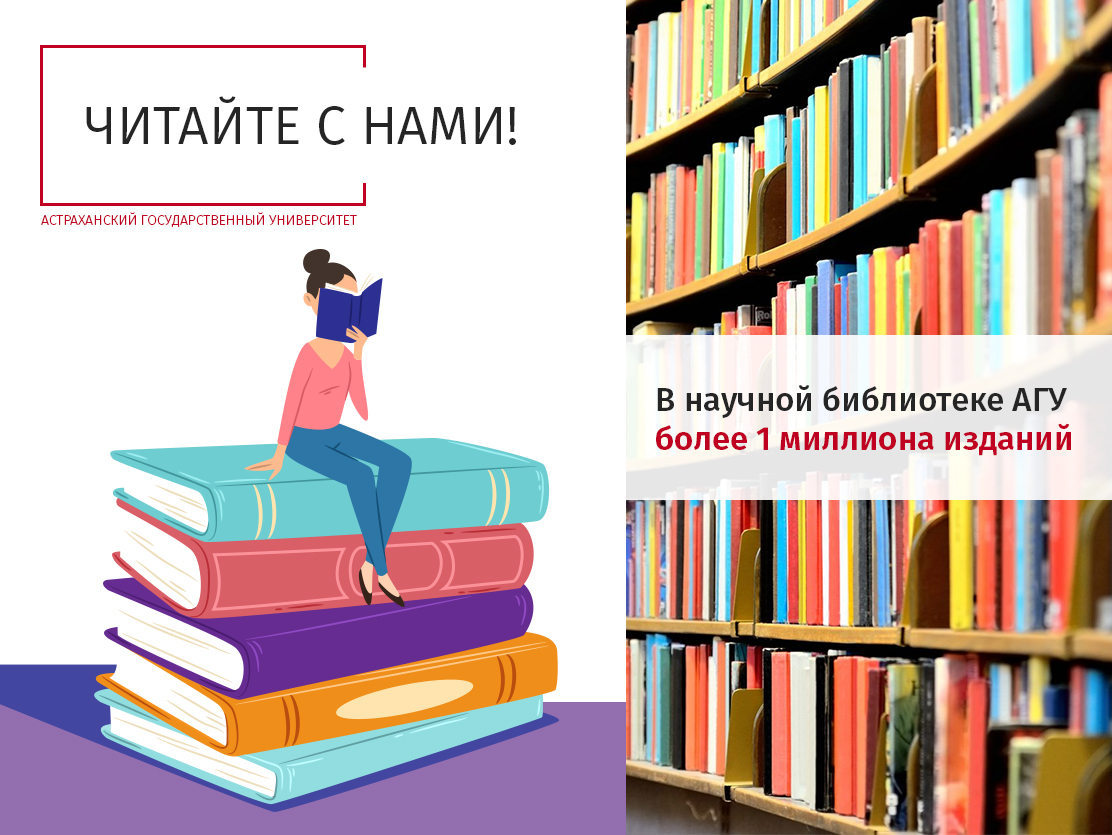 ЧИТАЙТЕ С НАМИ!
АСТРАХАНСКИЙ ГОСУДАРСТВЕННЫЙ УНИВЕРСИТЕТ
В научной библиотеке АГУ
более 1 миллиона изданий